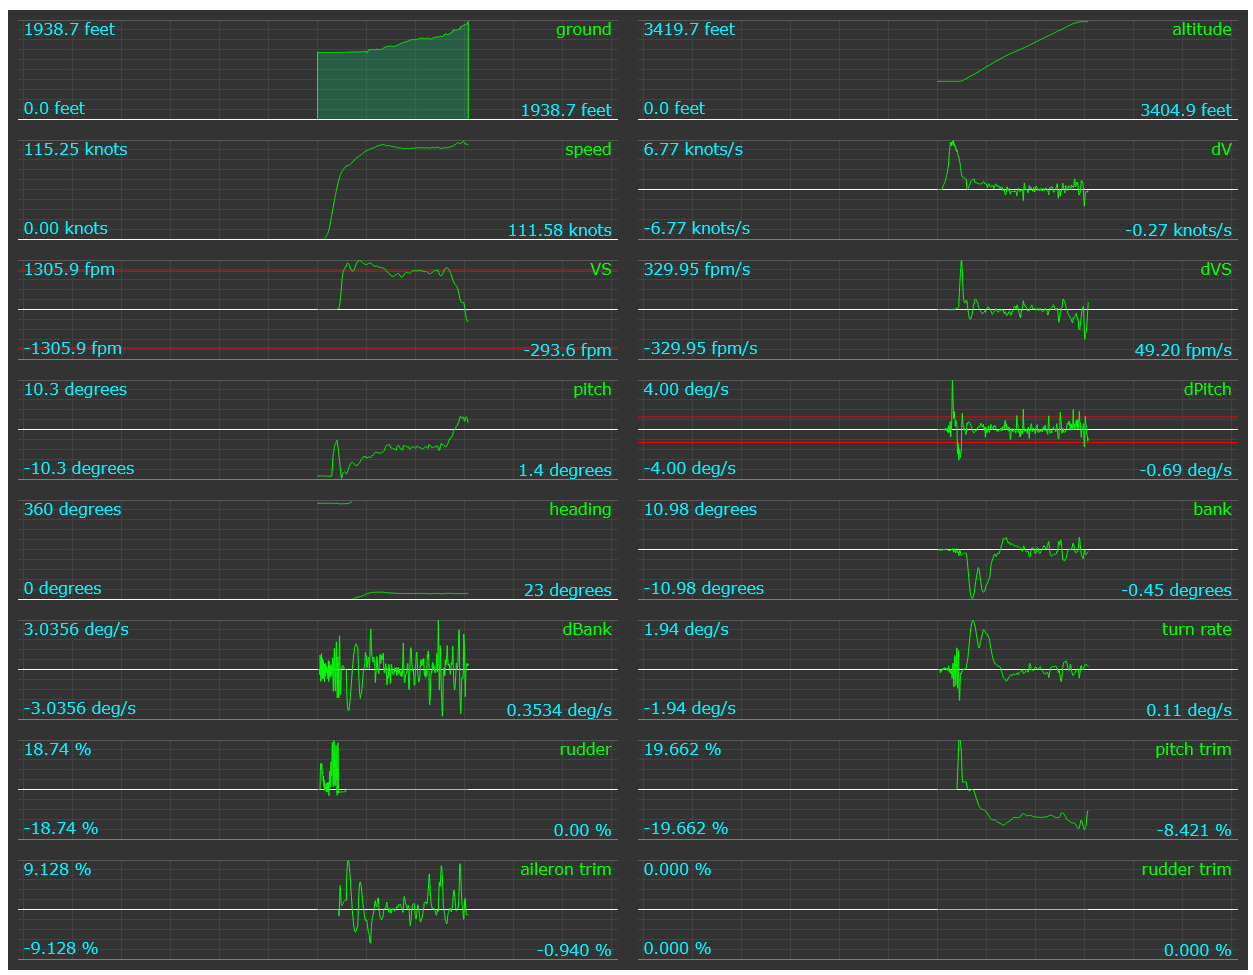 1938.7 feet
ground
0.0 feet
1938.7 feet
3419.7 feet
altitude
0.0 feet
3404.9 feet
115.25 knots
speed
0.00 knots
111.58 knots
6.77 knots/s
dV
-6.77 knots/s
-0.27 knots/s
1305.9 fpm
VS
-1305.9 fpm
-293.6 fpm
329.95 fpm/s
dVS
-329.95 fpm/s
49.20 fpm/s
10.3 degrees
pitch
-10.3 degrees
1.4 degrees
4.00 deg/s
dPitch
-4.00 deg/s
-0.69 deg/s
360 degrees
heading
0 degrees
23 degrees
10.98 degrees
bank
-10.98 degrees
-0.45 degrees
3.0356 deg/s
dBank
-3.0356 deg/s
0.3534 deg/s
1.94 deg/s
turn rate
-1.94 deg/s
0.11 deg/s
18.74 %
rudder
-18.74 %
0.00 %
19.662 %
pitch trim
-19.662 %
-8.421 %
9.128 %
aileron trim
-9.128 %
-0.940 %
0.000 %
rudder trim
0.000 %
0.000 %